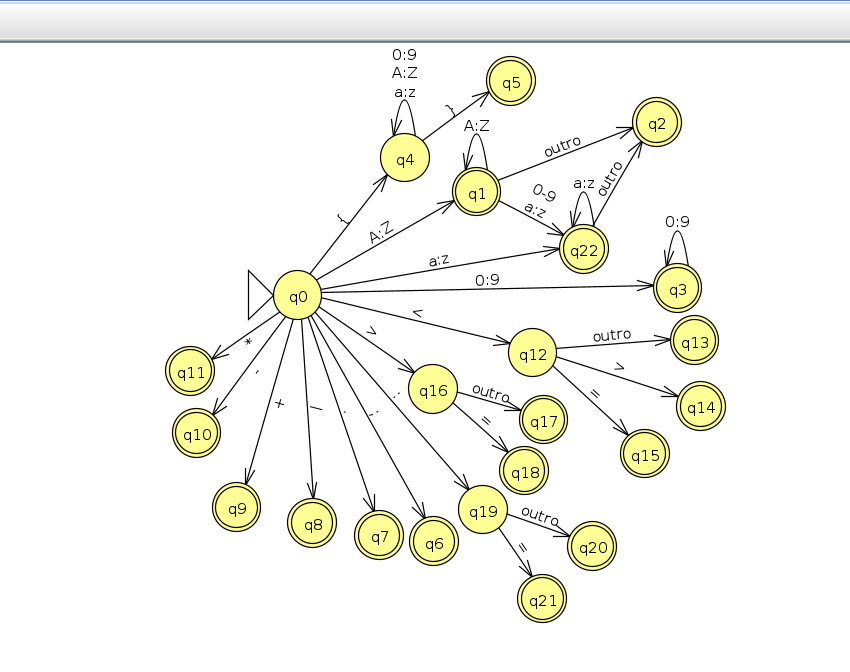 0:9
A:Z
a:z
q5
}
q4
A:Z
q2
outro
q1
0-9
a:z
a:z
outro
q22
{
A:Z
0:9
a:z
q3
0:9
q0
<
q13
outro
q12
>
>
=
q14
*
q11
-
q16
outro
q17
=
q15
q10
+
/
.
;
:
q18
q9
q8
q7
q6
q19
outro
q20
=
q21